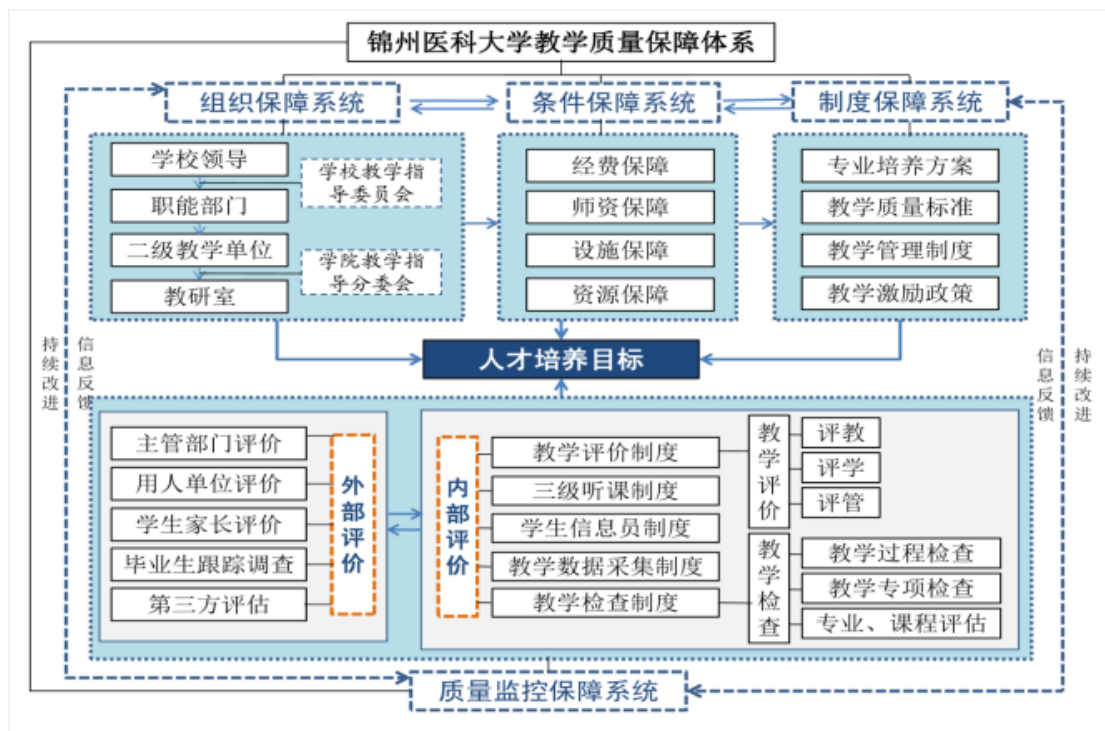 锦州医科大学教学质量保障体系
组织保障系统
条件保障系统
制度保障系统
学校领导
职能部门
二级教学单位
教研室
学校教学指
导委员会
学院教学指
导分委会
经费保障
师资保障
设施保障
资源保障
专业培养方案
教学质量标准
教学管理制度
教学激励政策
人才培养目标
持续改进
信息反馈
信息反馈
持续改进
主管部门评价
用人单位评价
学生家长评价
毕业生跟踪调查
第三方评估
外部评价
内部评价
教学评价制度
三级听课制度
学生信息员制度
教学数据采集制度
教学检查制度
教学评价
评教
评学
评管
教学检查
教学过程检查
教学专项检查
专业、课程评估
质量监控保障系统